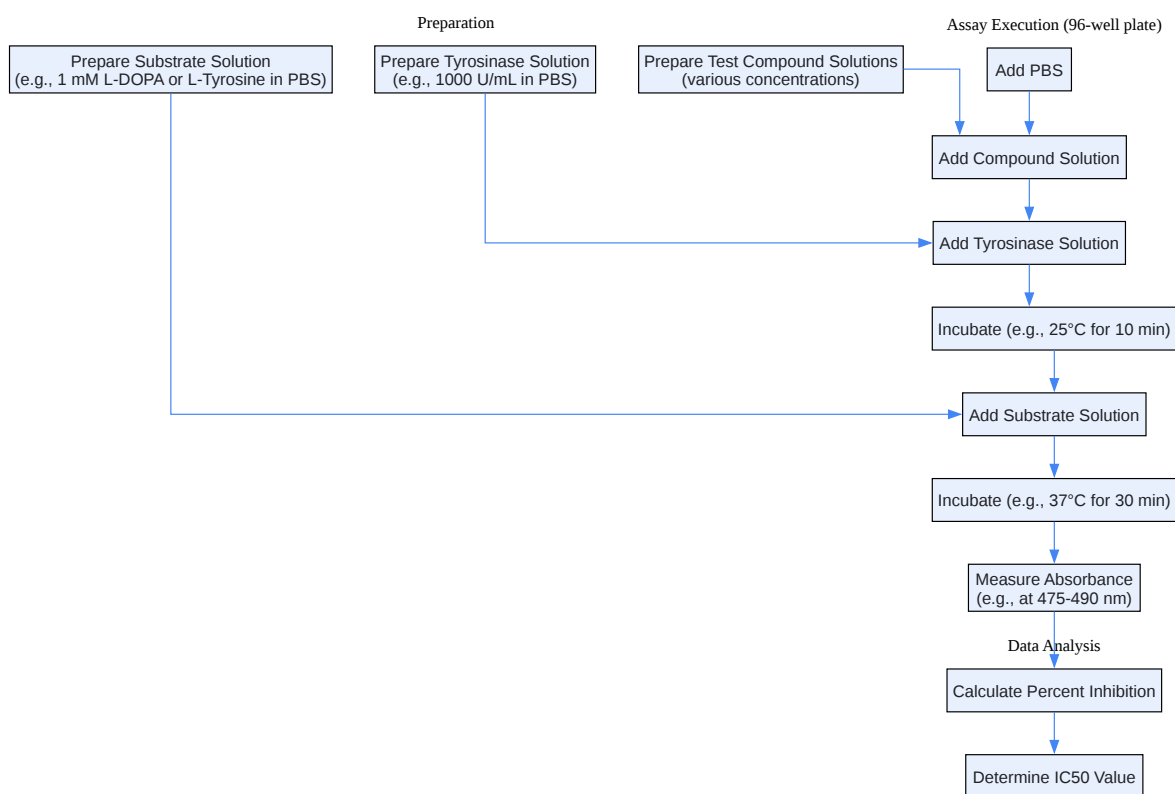 Preparation
Assay Execution (96-well plate)
Prepare Substrate Solution
(e.g., 1 mM L-DOPA or L-Tyrosine in PBS)
Prepare Tyrosinase Solution
(e.g., 1000 U/mL in PBS)
Prepare Test Compound Solutions
(various concentrations)
Add PBS
Add Compound Solution
Add Tyrosinase Solution
Incubate (e.g., 25°C for 10 min)
Add Substrate Solution
Incubate (e.g., 37°C for 30 min)
Measure Absorbance
(e.g., at 475-490 nm)
Data Analysis
Calculate Percent Inhibition
Determine IC50 Value